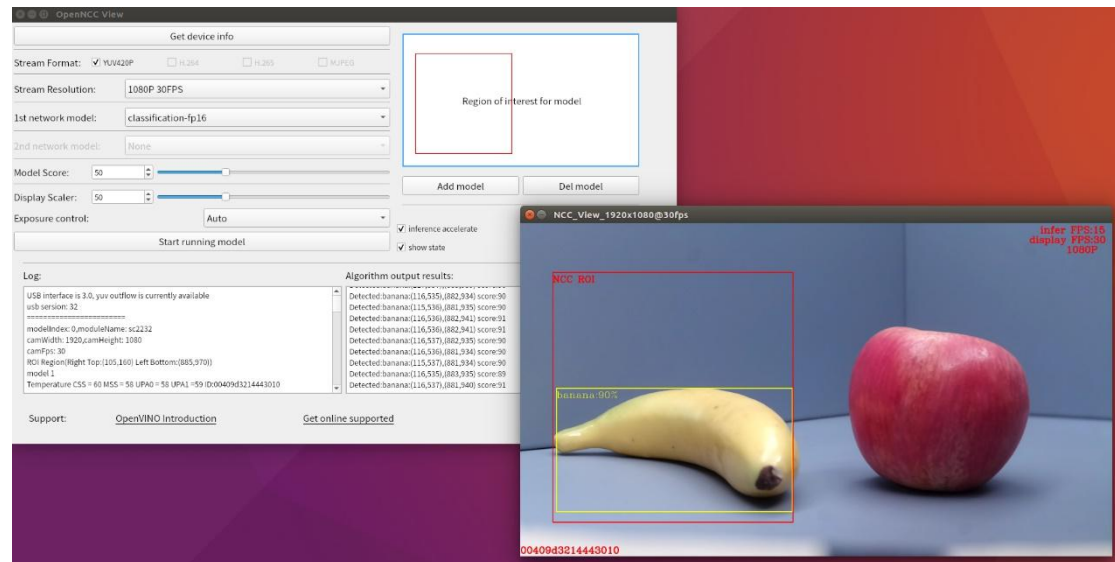 OpenNCC View
Get device info
Stream Format: YUV420P H.264 H.265 MJPEG
Stream Resolution: 1080P 30FPS
1st network model: classification-fp16
2nd network model: None
Model Score: 50
Display Scaler: 50
Exposure control: Auto
Start running model
Region of interest for model
Add model Del model
inference accelerate
show state
Log:
USB interface is 3.0, yuv outflow is currently available
usb sersion: 32
========================
modelIndex: 0,moduleName: sc2232
camWidth: 1920,camHeight: 1080
camFps: 30
ROI Region(Right Top:(105,160) Left Bottom:(885,970))
model 1
Temperature CSS = 60 MSS = 58 UPA0 = 58 UPA1 =59 ID:00409d3214443010
Algorithm output results:
Detected:banana:(116,535),(882,934) score:90
Detected:banana:(115,536),(881,935) score:90
Detected:banana:(116,536),(882,941) score:91
Detected:banana:(116,536),(882,941) score:91
Detected:banana:(117,537),(882,935) score:90
Detected:banana:(116,536),(881,934) score:90
Detected:banana:(115,537),(881,934) score:90
Detected:banana:(116,535),(883,935) score:89
Detected:banana:(116,537),(881,940) score:91
Support: OpenVINO Introduction Get online supported
NCC_View_1920x1080@30fps
infer FPS:15
display FPS:30
1080P
NCC ROI
banana:90%
00409d3214443010